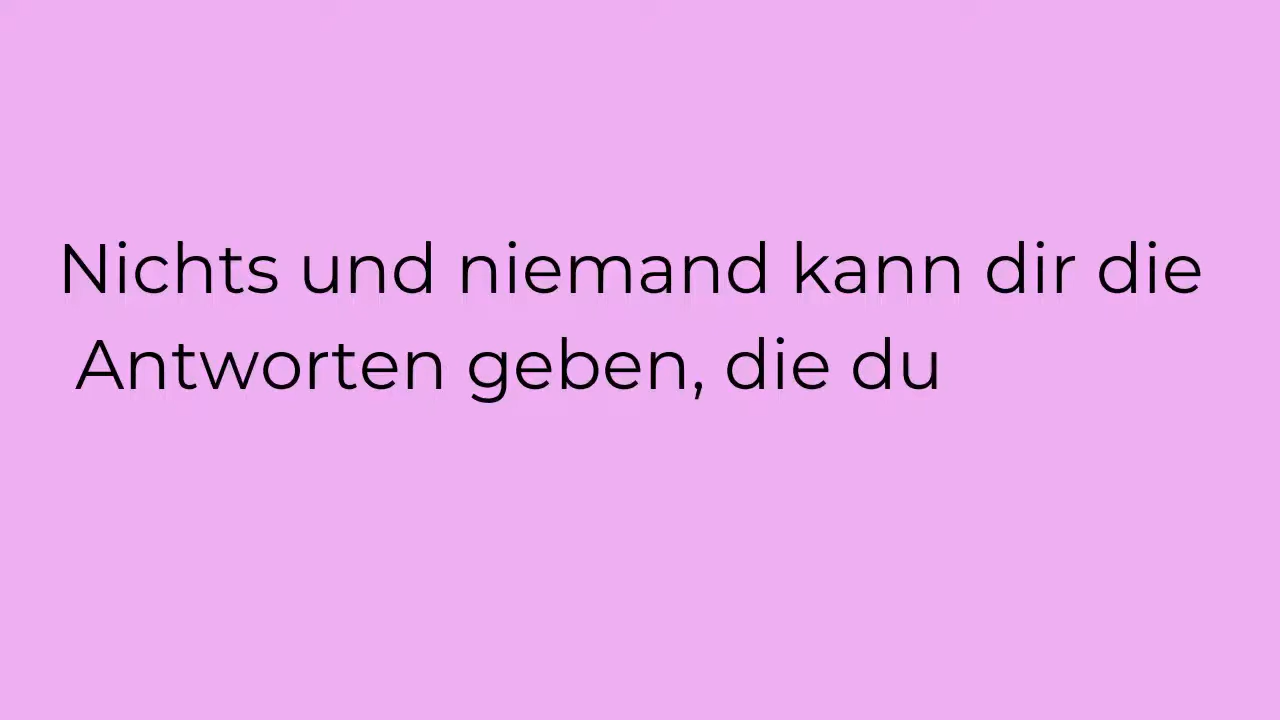 Nichts und niemand kann dir die
Antworten geben, die du